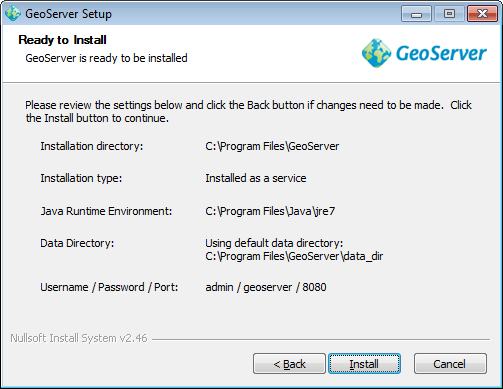 GeoServer Setup
Ready to Install
GeoServer is ready to be installed
GeoServer
Please review the settings below and click the Back button if changes need to be made. Click
the Install button to continue.
Installation directory: C:\Program Files\GeoServer
Installation type: Installed as a service
Java Runtime Environment: C:\Program Files\Java\jre7
Data Directory: Using default data directory:
C:\Program Files\GeoServer\data_dir
Username / Password / Port: admin / geoserver / 8080
Nullsoft Install System v2.46
< Back Install Cancel